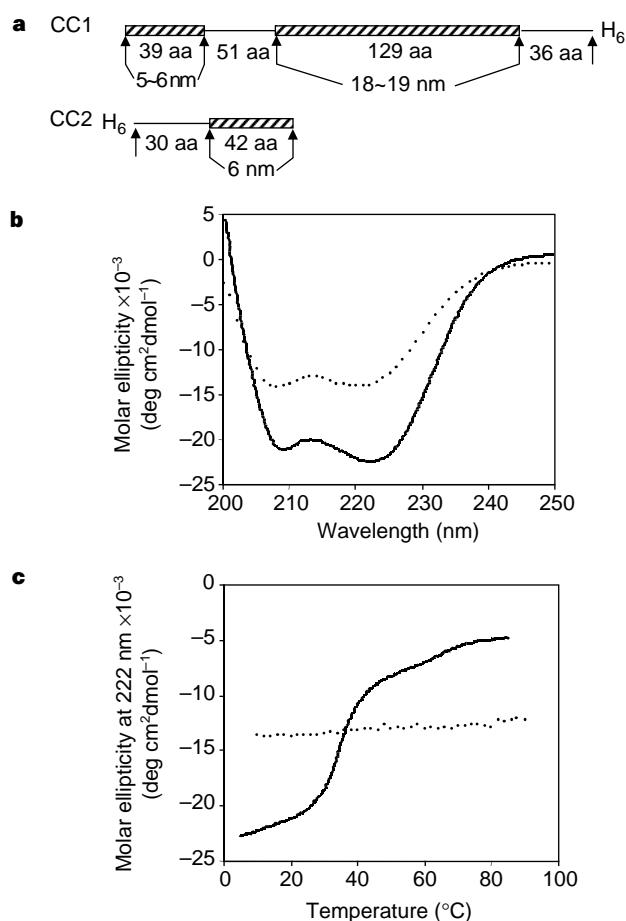 a
CC1
H6
39 aa
51 aa
129 aa
36 aa
5~6nm
18~19 nm
CC2 H6
30 aa
42 aa
6 nm
b
Molar ellipticity ×10⁻³
(deg cm²dmol⁻¹)
5
0
–5
–10
–15
–20
–25
200 210 220 230 240 250
Wavelength (nm)
c
Molar ellipticity at 222 nm ×10⁻³
(deg cm²dmol⁻¹)
0
–5
–10
–15
–20
–25
0 20 40 60 80 100
Temperature (°C)